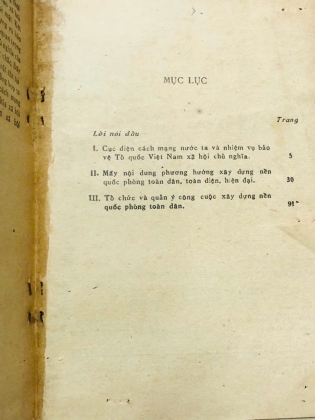 MỤC LỤC
Trang
Lời nói đầu
I. Cục diện cách mạng nước ta và nhiệm vụ bảo
vệ Tổ quốc Việt Nam xã hội chủ nghĩa. 5
II. Mấy nội dung phương hướng xây dựng nền
quốc phòng toàn dân, toàn diện, hiện đại. 30
III. Tổ chức và quản lý công cuộc xây dựng nền
quốc phòng toàn dân. 91